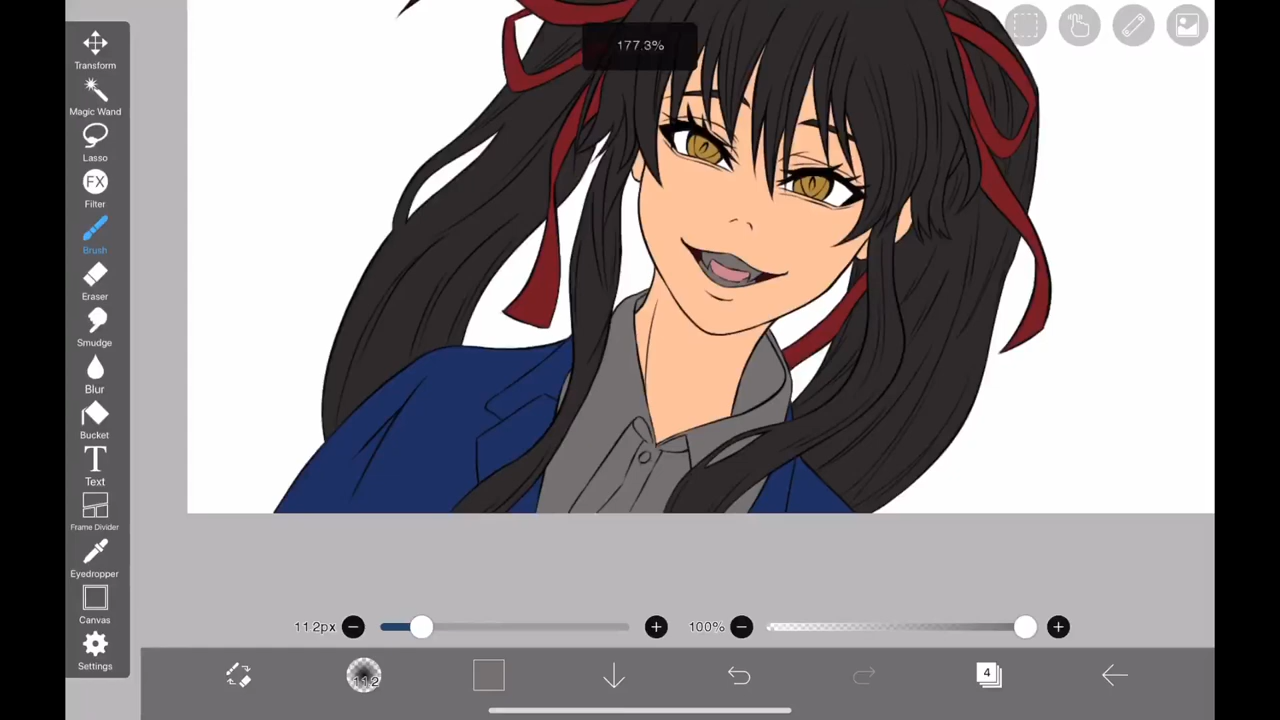 177.3%
Transform
Magic Wand
Lasso
FX
Filter
Brush
Eraser
Smudge
Blur
Bucket
T
Text
Frame Divider
Eyedropper
Canvas
Settings
11.2px
100%
11.2
4